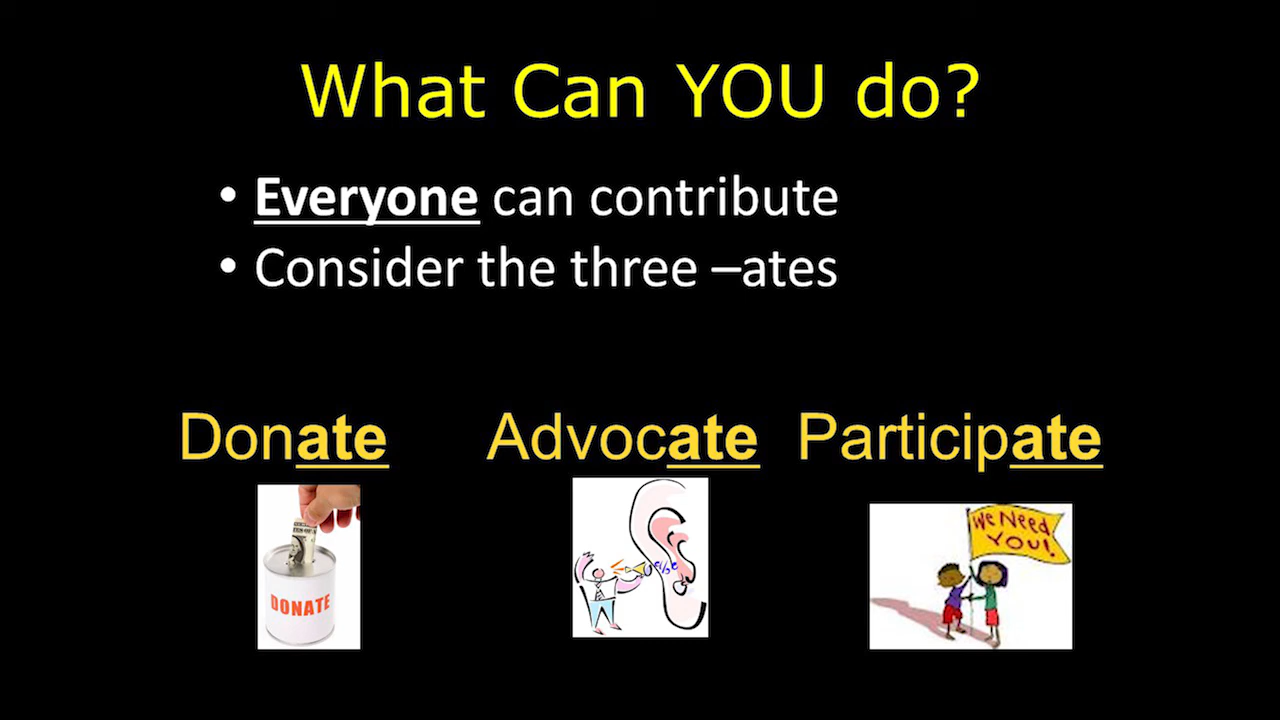 What Can YOU do?
• Everyone can contribute
• Consider the three –ates
Donate Advocate Participate
DONATE
We Need
YOU!